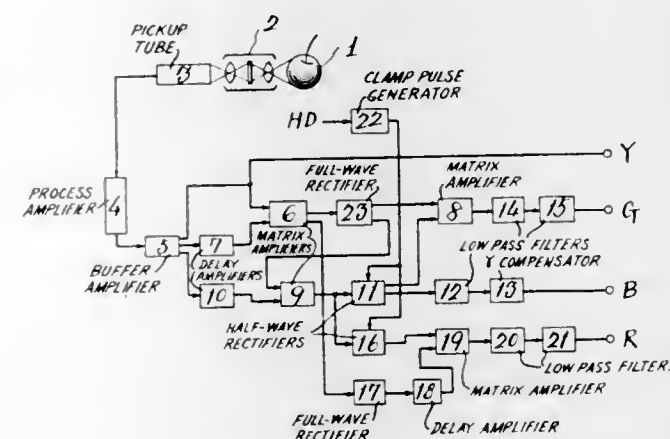 PICKUP
TUBE
2
1
3
CLAMP PULSE
GENERATOR
HD
22
Y
PROCESS
AMPLIFIER
4
FULL-WAVE
RECTIFIER
MATRIX
AMPLIFIER
6
23
8
14
15
G
5
7
MATRIX
AMPLIFIERS
LOW PASS FILTERS
γ COMPENSATOR
BUFFER
AMPLIFIER
DELAY
AMPLIFIERS
10
9
11
12
13
B
HALF-WAVE
RECTIFIERS
16
19
20
21
R
LOW PASS FILTERS
MATRIX AMPLIFIER
17
18
FULL-WAVE
RECTIFIER
DELAY AMPLIFIER